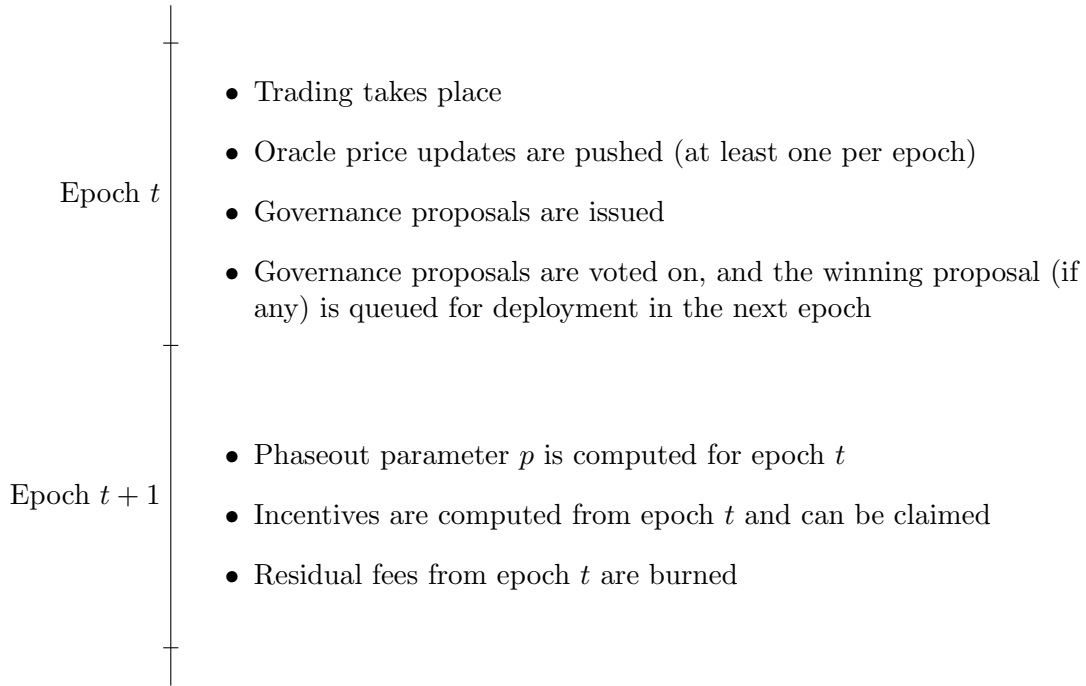 • Trading takes place
• Oracle price updates are pushed (at least one per epoch)
Epoch t
• Governance proposals are issued
• Governance proposals are voted on, and the winning proposal (if
any) is queued for deployment in the next epoch
• Phaseout parameter p is computed for epoch t
Epoch t + 1
• Incentives are computed from epoch t and can be claimed
• Residual fees from epoch t are burned